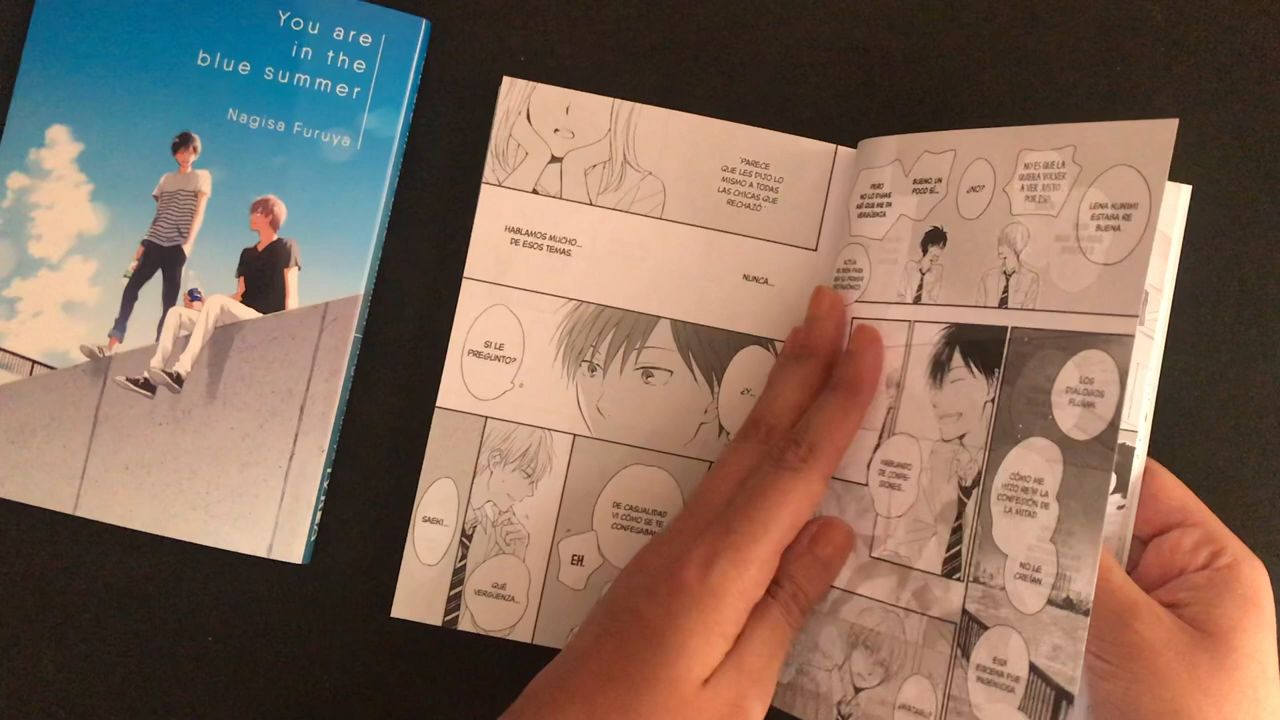 You are
in the
blue summer
Nagisa Furuya
"PARECE
QUE LES DIJO LO
MISMO A TODAS
LAS CHICAS QUE
RECHAZÓ"
HABLAMOS MUCHO...
DE ESOS TEMAS.
NUNCA...
SI LE
PREGUNTO?
¿Y...
SAEKI...
QUÉ
VERGÜENZA...
DE CASUALIDAD
VI CÓMO SE TE
CONFESABA
EH.
LENA KUNIMI
ESTABA RE
BUENA
NO ES QUE LA
QUIERA VOLVER
A VER JUSTO
POR ESO.
¿NO?
BUENO, UN
POCO SÍ...
PERO
NO LO DIGAS
ASÍ QUE ME DA
VERGÜENZA
LOS
DIÁLOGOS
FLUÍAN.
CÓMO ME
HIZO REÍR LA
CONFESIÓN DE
LA MITAD
NO LE
CREÍAN
HABLANDO
DE CONFE-
SIONES...
ESA
ESCENA FUE
INGENIOSA